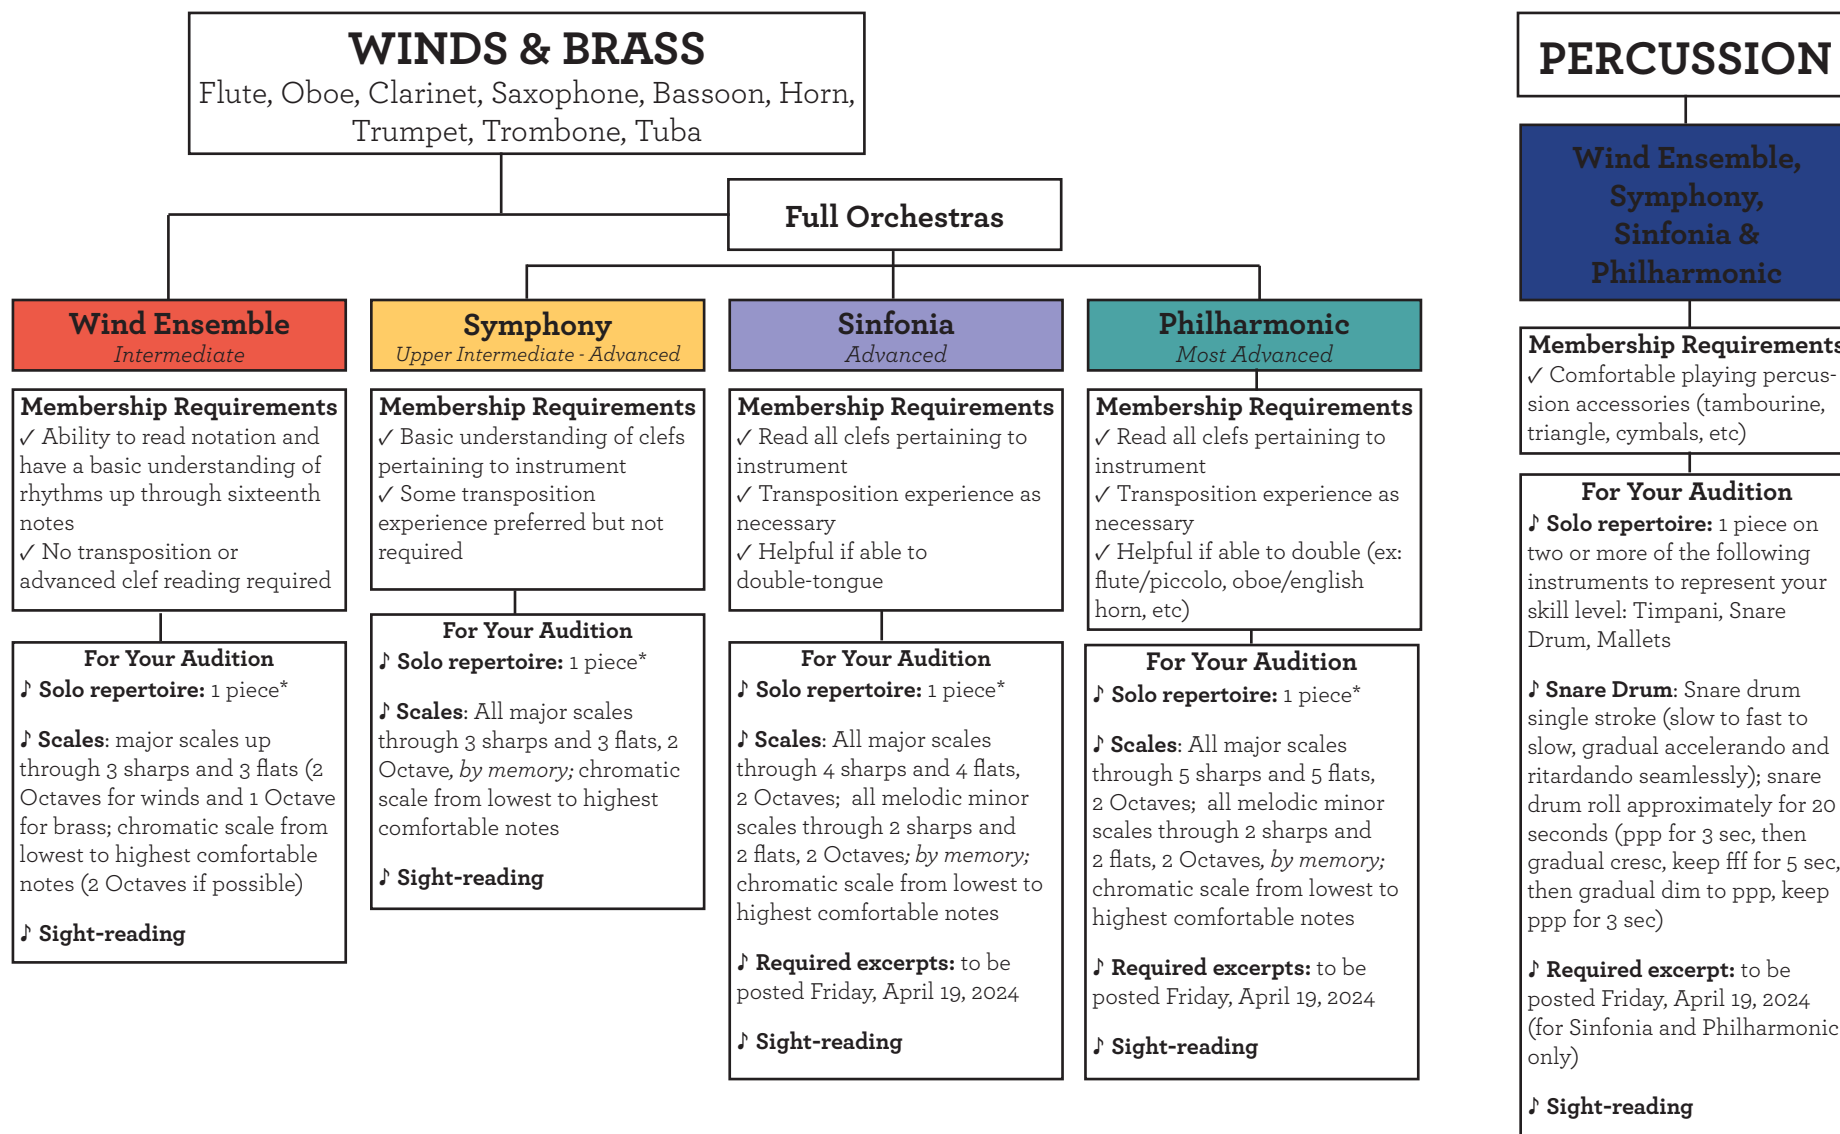 WINDS & BRASS
Flute, Oboe, Clarinet, Saxophone, Bassoon, Horn,
Trumpet, Trombone, Tuba
Full Orchestras
Wind Ensemble
Intermediate
Membership Requirements
✓ Ability to read notation and
have a basic understanding of
rhythms up through sixteenth
notes
✓ No transposition or
advanced clef reading required
For Your Audition
♪ Solo repertoire: 1 piece*
♪ Scales: major scales up
through 3 sharps and 3 flats (2
Octaves for winds and 1 Octave
for brass; chromatic scale from
lowest to highest comfortable
notes (2 Octaves if possible)
♪ Sight-reading
Symphony
Upper Intermediate - Advanced
Membership Requirements
✓ Basic understanding of clefs
pertaining to instrument
✓ Some transposition
experience preferred but not
required
For Your Audition
♪ Solo repertoire: 1 piece*
♪ Scales: All major scales
through 3 sharps and 3 flats, 2
Octave, by memory; chromatic
scale from lowest to highest
comfortable notes
♪ Sight-reading
Sinfonia
Advanced
Membership Requirements
✓ Read all clefs pertaining to
instrument
✓ Transposition experience as
necessary
✓ Helpful if able to
double-tongue
For Your Audition
♪ Solo repertoire: 1 piece*
♪ Scales: All major scales
through 4 sharps and 4 flats,
2 Octaves; all melodic minor
scales through 2 sharps and
2 flats, 2 Octaves; by memory;
chromatic scale from lowest to
highest comfortable notes
♪ Required excerpts: to be
posted Friday, April 19, 2024
♪ Sight-reading
Philharmonic
Most Advanced
Membership Requirements
✓ Read all clefs pertaining to
instrument
✓ Transposition experience as
necessary
✓ Helpful if able to double (ex:
flute/piccolo, oboe/english
horn, etc)
For Your Audition
♪ Solo repertoire: 1 piece*
♪ Scales: All major scales
through 5 sharps and 5 flats,
2 Octaves; all melodic minor
scales through 2 sharps and
2 flats, 2 Octaves, by memory;
chromatic scale from lowest to
highest comfortable notes
♪ Required excerpts: to be
posted Friday, April 19, 2024
♪ Sight-reading
PERCUSSION
Wind Ensemble,
Symphony,
Sinfonia &
Philharmonic
Membership Requirements
✓ Comfortable playing percus-
sion accessories (tambourine,
triangle, cymbals, etc)
For Your Audition
♪ Solo repertoire: 1 piece on
two or more of the following
instruments to represent your
skill level: Timpani, Snare
Drum, Mallets
♪ Snare Drum: Snare drum
single stroke (slow to fast to
slow, gradual accelerando and
ritardando seamlessly); snare
drum roll approximately for 20
seconds (ppp for 3 sec, then
gradual cresc, keep fff for 5 sec,
then gradual dim to ppp, keep
ppp for 3 sec)
♪ Required excerpt: to be
posted Friday, April 19, 2024
(for Sinfonia and Philharmonic
only)
♪ Sight-reading